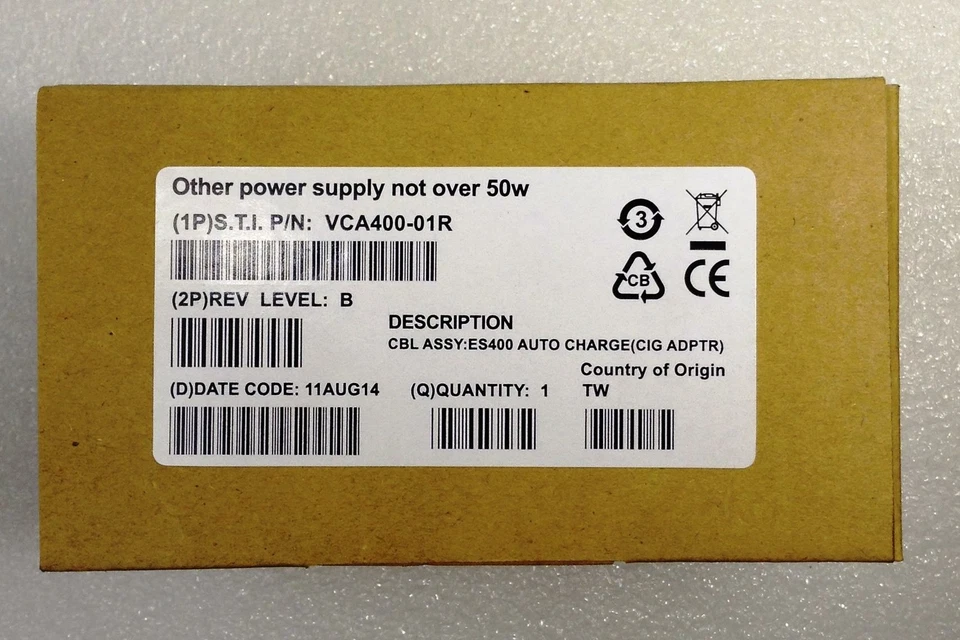 Other power supply not over 50w
(1P)S.T.I. P/N: VCA400-01R
3
(2P)REV LEVEL: B
CB
CE
DESCRIPTION
CBL ASSY:ES400 AUTO CHARGE(CIG ADPTR)
Country of Origin
(D)DATE CODE: 11AUG14 (Q)QUANTITY: 1 TW